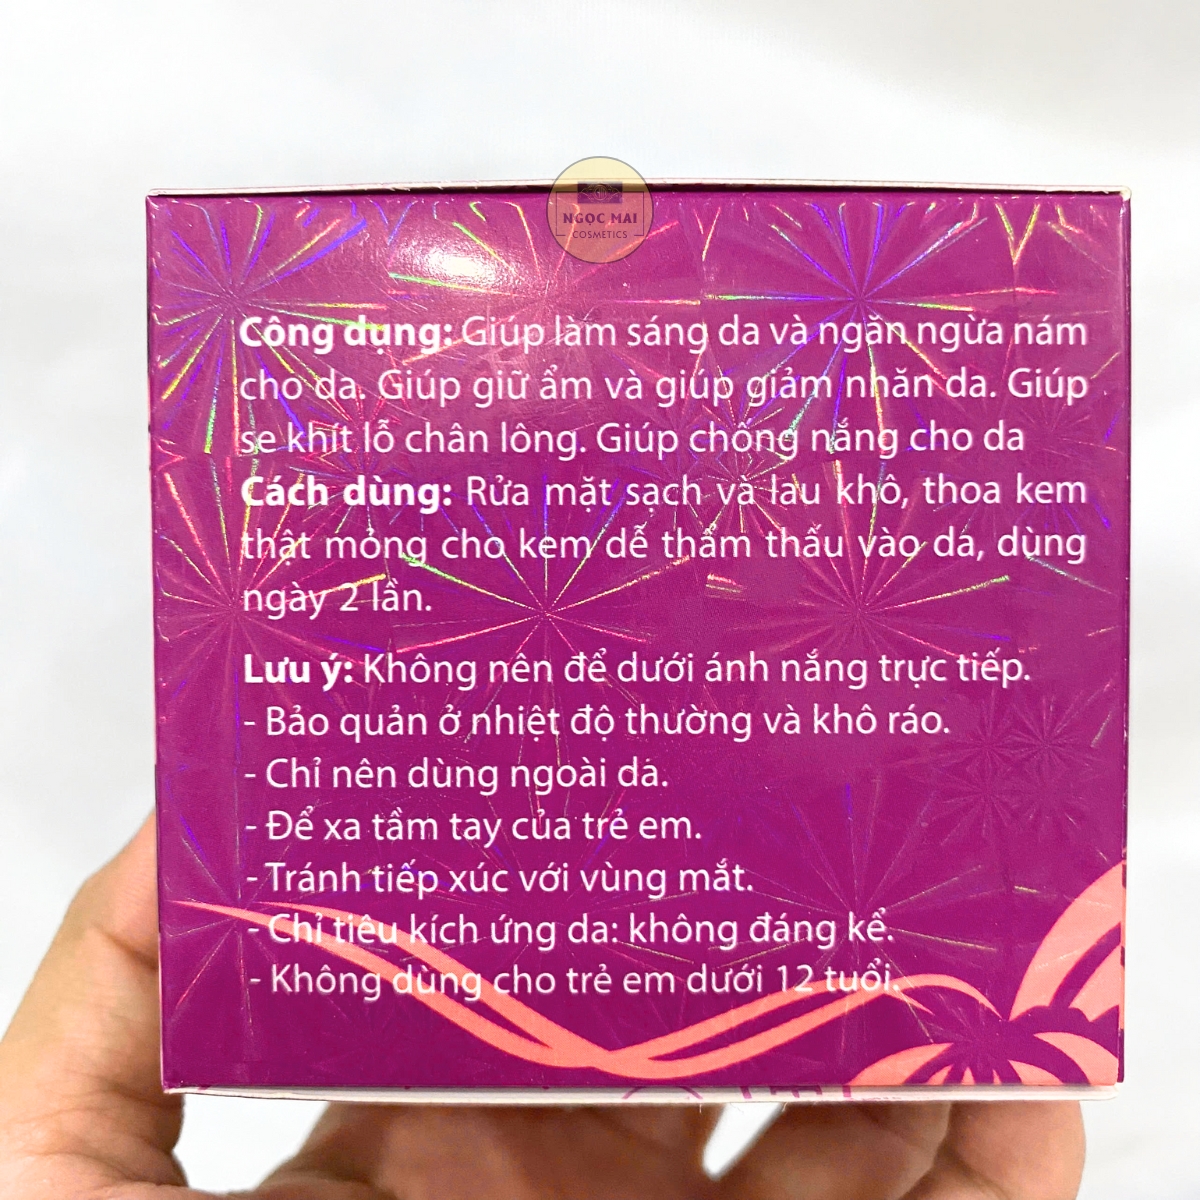 NGỌC MAI
COSMETICS
Công dụng: Giúp làm sáng da và ngăn ngừa nám
cho da. Giúp giữ ẩm và giúp giảm nhăn da. Giúp
se khít lỗ chân lông. Giúp chống nắng cho da
Cách dùng: Rửa mặt sạch và lau khô, thoa kem
thật mỏng cho kem dễ thẩm thấu vào da, dùng
ngày 2 lần.
Lưu ý: Không nên để dưới ánh nắng trực tiếp.
- Bảo quản ở nhiệt độ thường và khô ráo.
- Chỉ nên dùng ngoài da.
- Để xa tầm tay của trẻ em.
- Tránh tiếp xúc với vùng mắt.
- Chỉ tiêu kích ứng da: không đáng kể.
- Không dùng cho trẻ em dưới 12 tuổi.